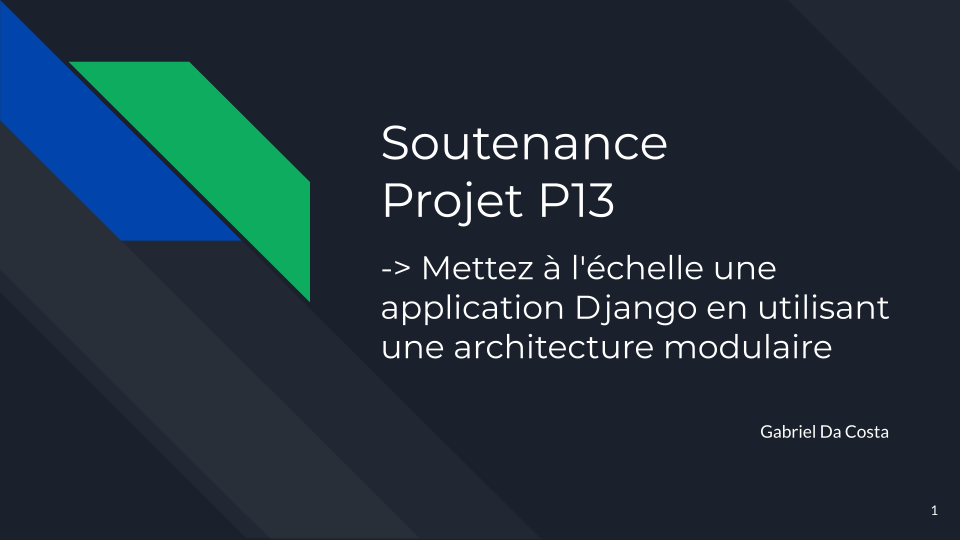 Soutenance
Projet P13
-> Mettez à l'échelle une
application Django en utilisant
une architecture modulaire
Gabriel Da Costa
1